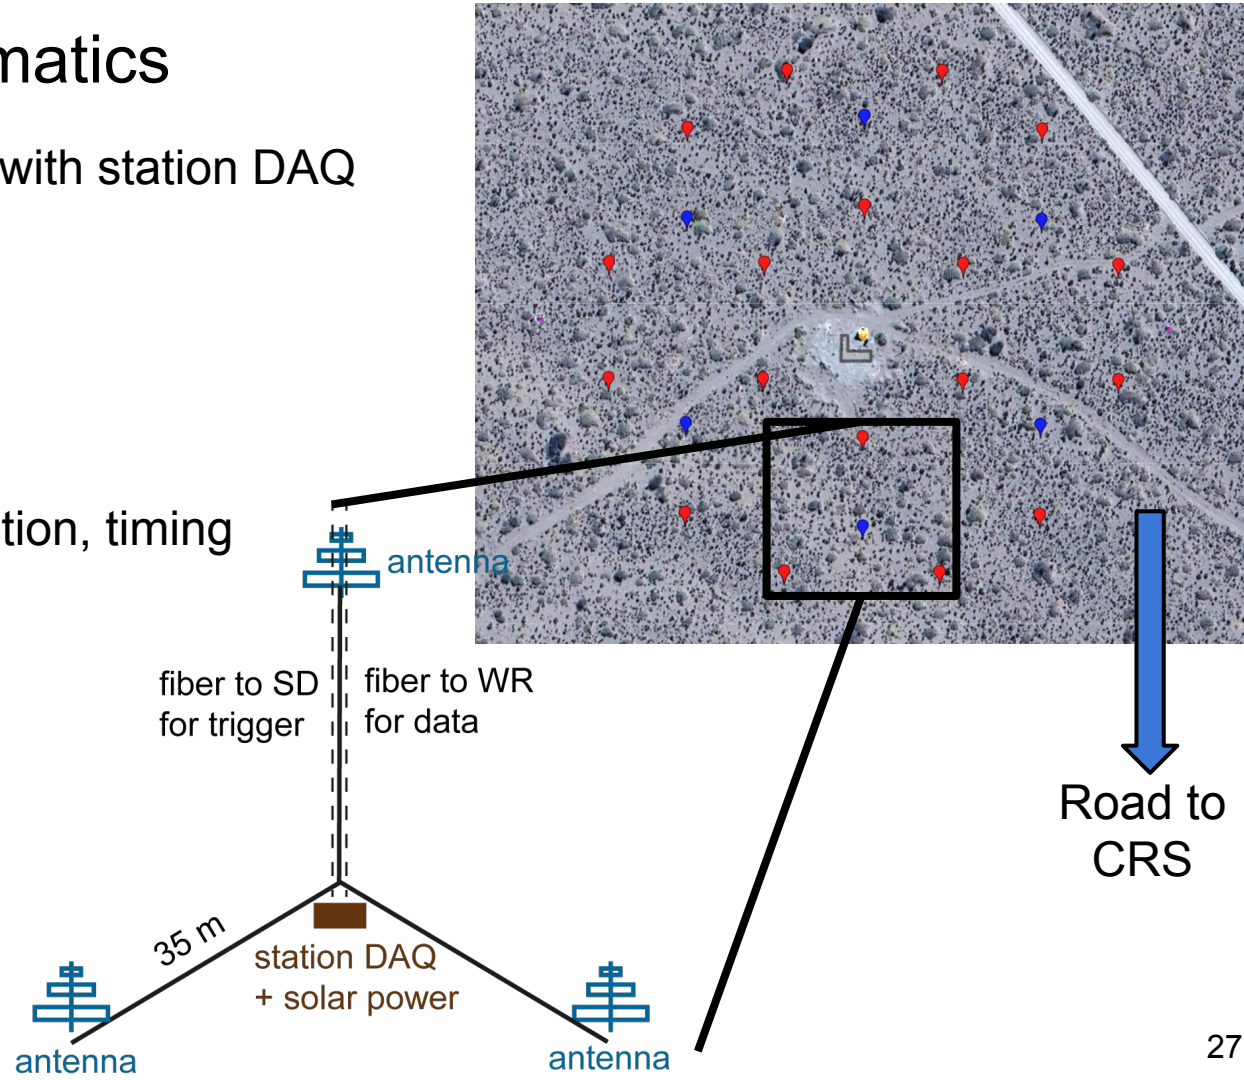 matics
with station DAQ
tion, timing
antenna
fiber to SD
for trigger
fiber to WR
for data
35 m
station DAQ
+ solar power
antenna
antenna
Road to
CRS
27